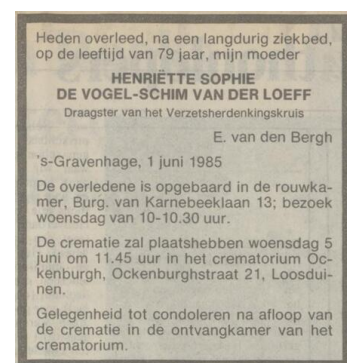 Heden overleed, na een langdurig ziekbed,
op de leeftijd van 79 jaar, mijn moeder
HENRIËTTE SOPHIE
DE VOGEL-SCHIM VAN DER LOEFF
Draagster van het Verzetsherdenkingskruis
E. van den Bergh
's-Gravenhage, 1 juni 1985
De overledene is opgebaard in de rouwka-
mer, Burg. van Karnebeeklaan 13; bezoek
woensdag van 10-10.30 uur.
De crematie zal plaatshebben woensdag 5
juni om 11.45 uur in het crematorium Oc-
kenburgh, Ockenburghstraat 21, Loosdui-
nen.
Gelegenheid tot condoleren na afloop van
de crematie in de ontvangkamer van het
crematorium.